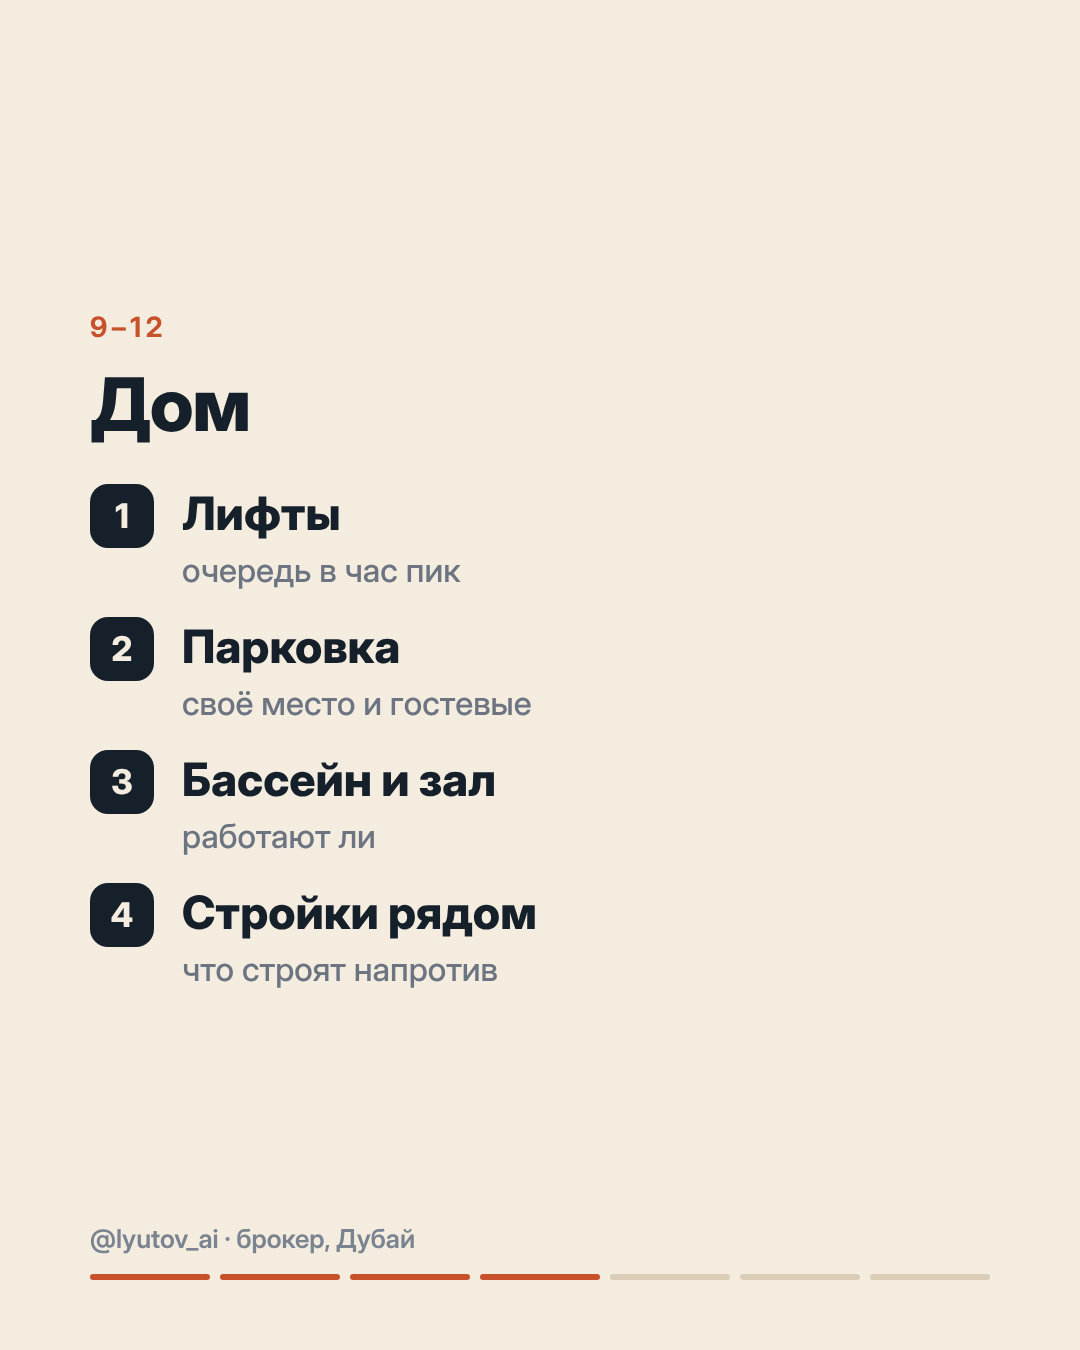 9–12
Дом
1 Лифты
очередь в час пик
2 Парковка
своё место и гостевые
3 Бассейн и зал
работают ли
4 Стройки рядом
что строят напротив
@lyutov_ai · брокер, Дубай